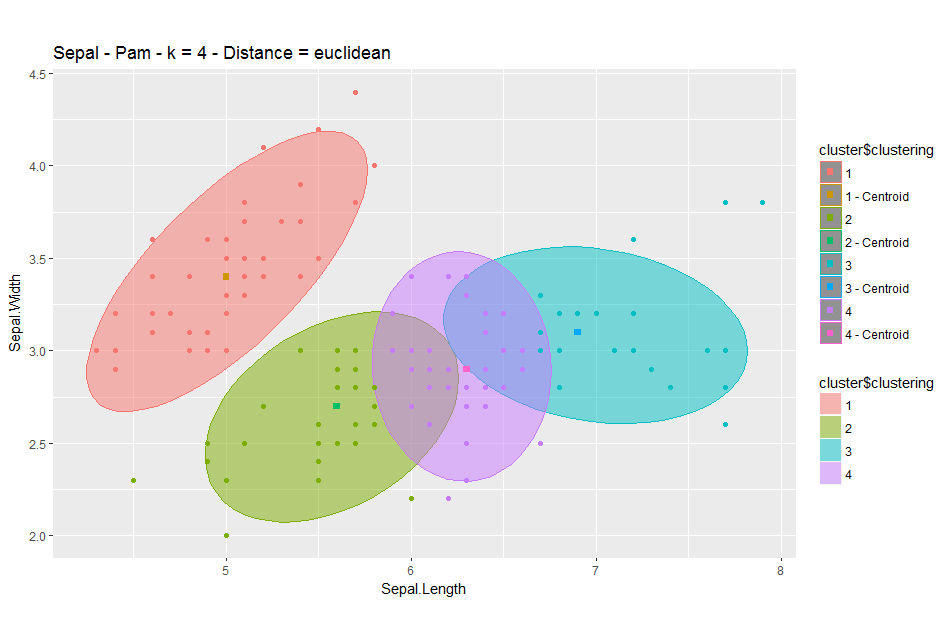 Sepal - Pam - k = 4 - Distance = euclidean
4.5
4.0
3.5
3.0
2.5
2.0
Sepal.Width
5
6
7
8
Sepal.Length
cluster$clustering
1
1 - Centroid
2
2 - Centroid
3
3 - Centroid
4
4 - Centroid
cluster$clustering
1
2
3
4